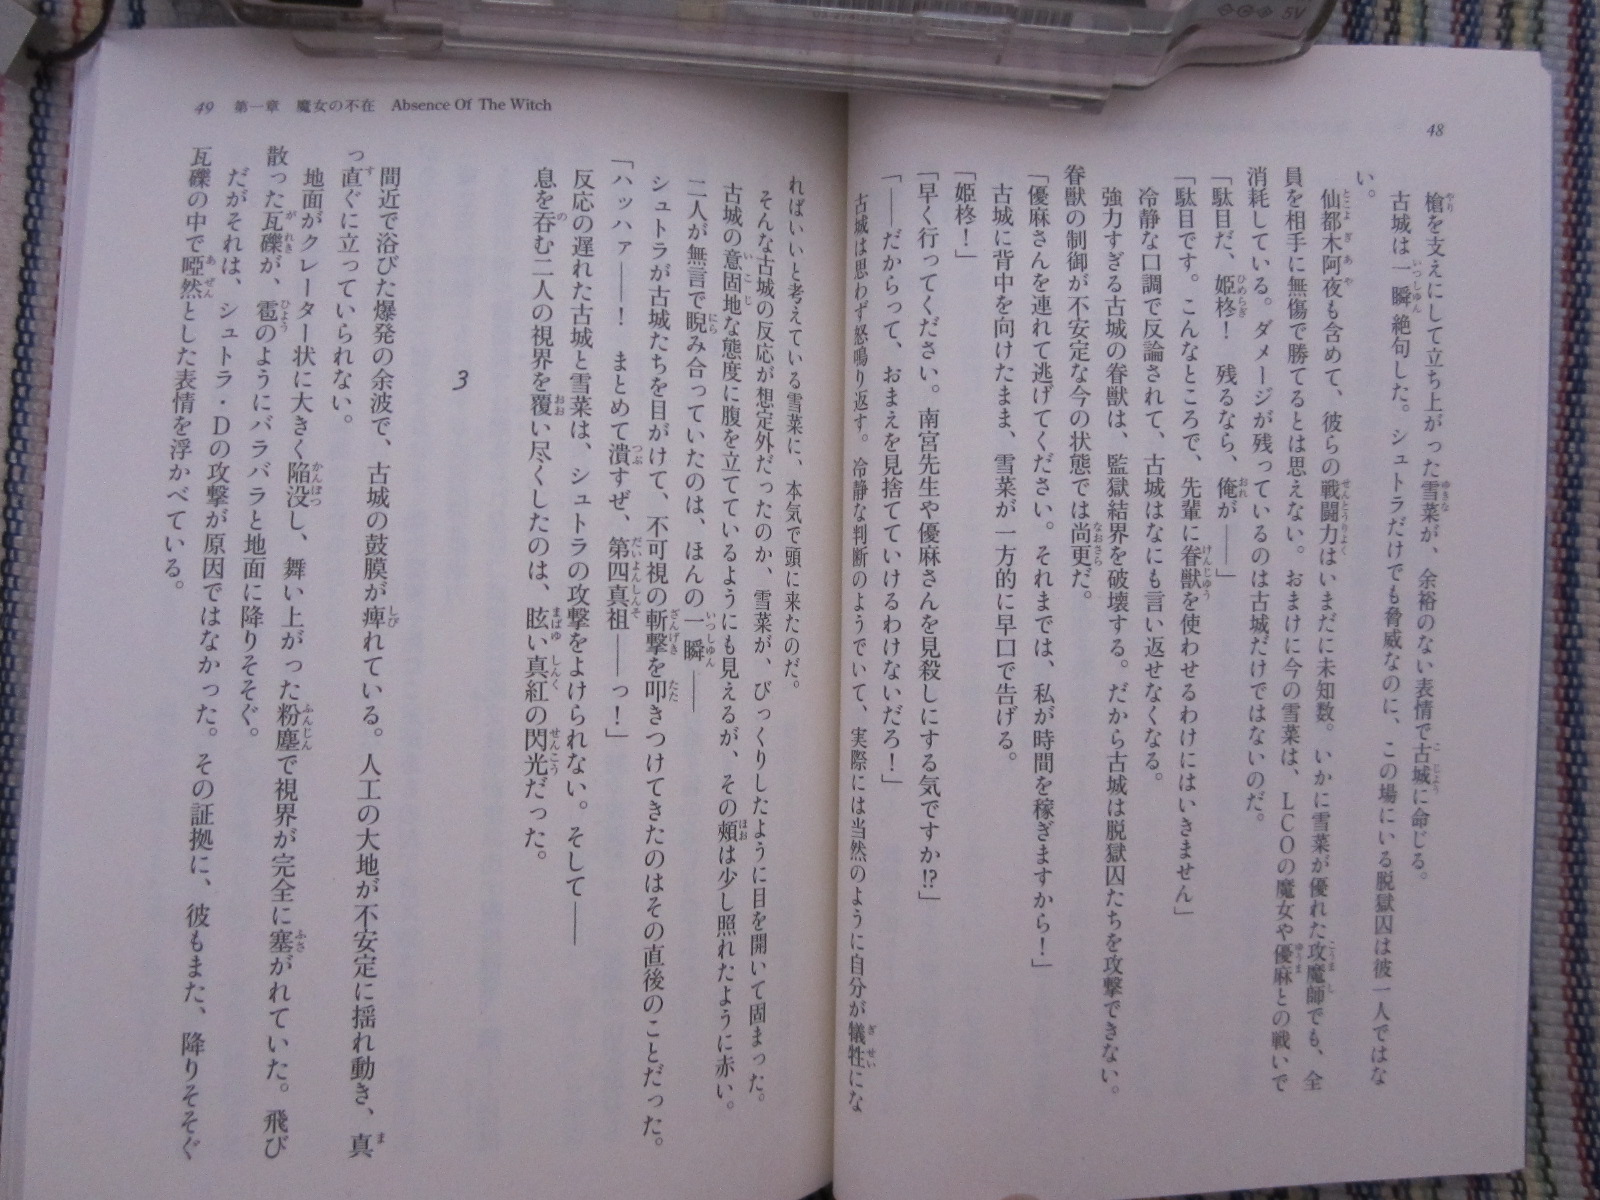 48
槍を支えにして立ち上がった雪菜が、余裕のない表情で古城に命じる。
古城は一瞬絶句した。シュトラだけでも脅威なのに、この場にいる脱獄囚は彼一人ではな
い。
仙都木阿夜も含めて、彼らの戦闘力はいまだに未知数。いかに雪菜が優れた攻魔師でも、全
員を相手に無傷で勝てるとは思えない。おまけに今の雪菜は、LCOの魔女や優麻との戦いで
消耗している。ダメージが残っているのは古城だけではないのだ。
「駄目だ、姫柊！　残るなら、俺が――」
「駄目です。こんなところで、先輩に眷獣を使わせるわけにはいきません」
冷静な口調で反論されて、古城はなにも言い返せなくなる。
強力すぎる古城の眷獣は、監獄結界を破壊する。だから古城は脱獄囚たちを攻撃できない。
眷獣の制御が不安定な今の状態では尚更だ。
「優麻さんを連れて逃げてください。それまでは、私が時間を稼ぎますから！」
古城に背中を向けたまま、雪菜が一方的に早口で告げる。
「姫柊！」
「早く行ってください。南宮先生や優麻さんを見殺しにする気ですか⁉」
「――だからって、おまえを見捨てていけるわけないだろ！」
古城は思わず怒鳴り返す。冷静な判断のようでいて、実際には当然のように自分が犠牲にな
49 第一章　魔女の不在　Absence Of The Witch
ればいいと考えている雪菜に、本気で頭に来たのだ。
そんな古城の反応が想定外だったのか、雪菜が、びっくりしたように目を開いて固まった。
古城の意固地な態度に腹を立てているようにも見えるが、その頬は少し照れたように赤い。
二人が無言で睨み合っていたのは、ほんの一瞬――
シュトラが古城たちを目がけて、不可視の斬撃を叩きつけてきたのはその直後のことだった。
「ハッハァ――！　まとめて潰すぜ、第四真祖――っ！」
反応の遅れた古城と雪菜は、シュトラの攻撃をよけられない。そして――
息を呑む二人の視界を覆い尽くしたのは、眩い真紅の閃光だった。
3
間近で浴びた爆発の余波で、古城の鼓膜が痺れている。人工の大地が不安定に揺れ動き、真
っ直ぐに立っていられない。
地面がクレーター状に大きく陥没し、舞い上がった粉塵で視界が完全に塞がれていた。飛び
散った瓦礫が、雹のようにバラバラと地面に降りそそぐ。
だがそれは、シュトラ・Dの攻撃が原因ではなかった。その証拠に、彼もまた、降りそそぐ
瓦礫の中で啞然とした表情を浮かべている。
5V